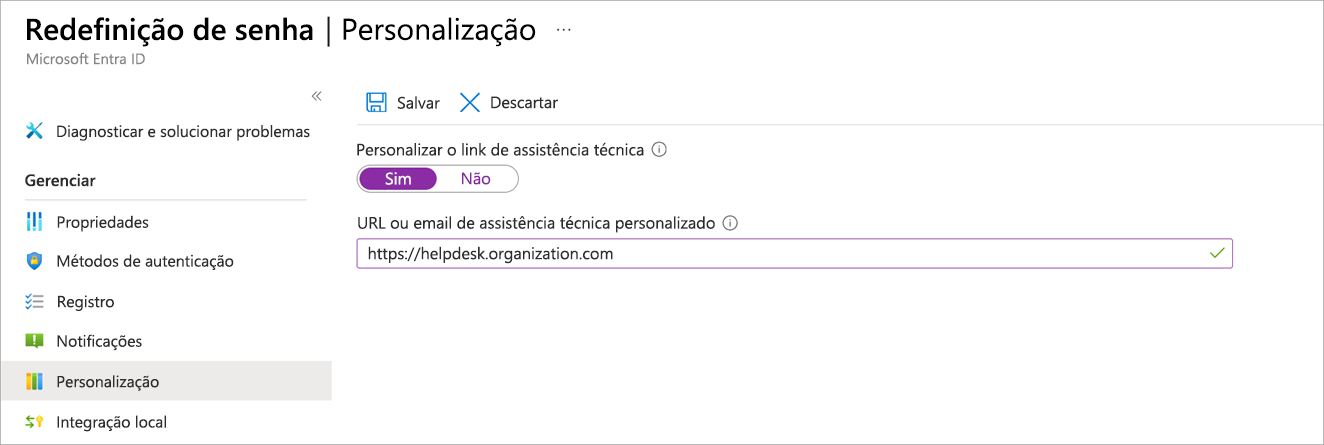 Redefinição de senha | Personalização ...
Microsoft Entra ID
«
Diagnosticar e solucionar problemas
Gerenciar
Propriedades
Métodos de autenticação
Registro
Notificações
Personalização
Integração local
Salvar Descartar
Personalizar o link de assistência técnica
Sim Não
URL ou email de assistência técnica personalizado
https://helpdesk.organization.com